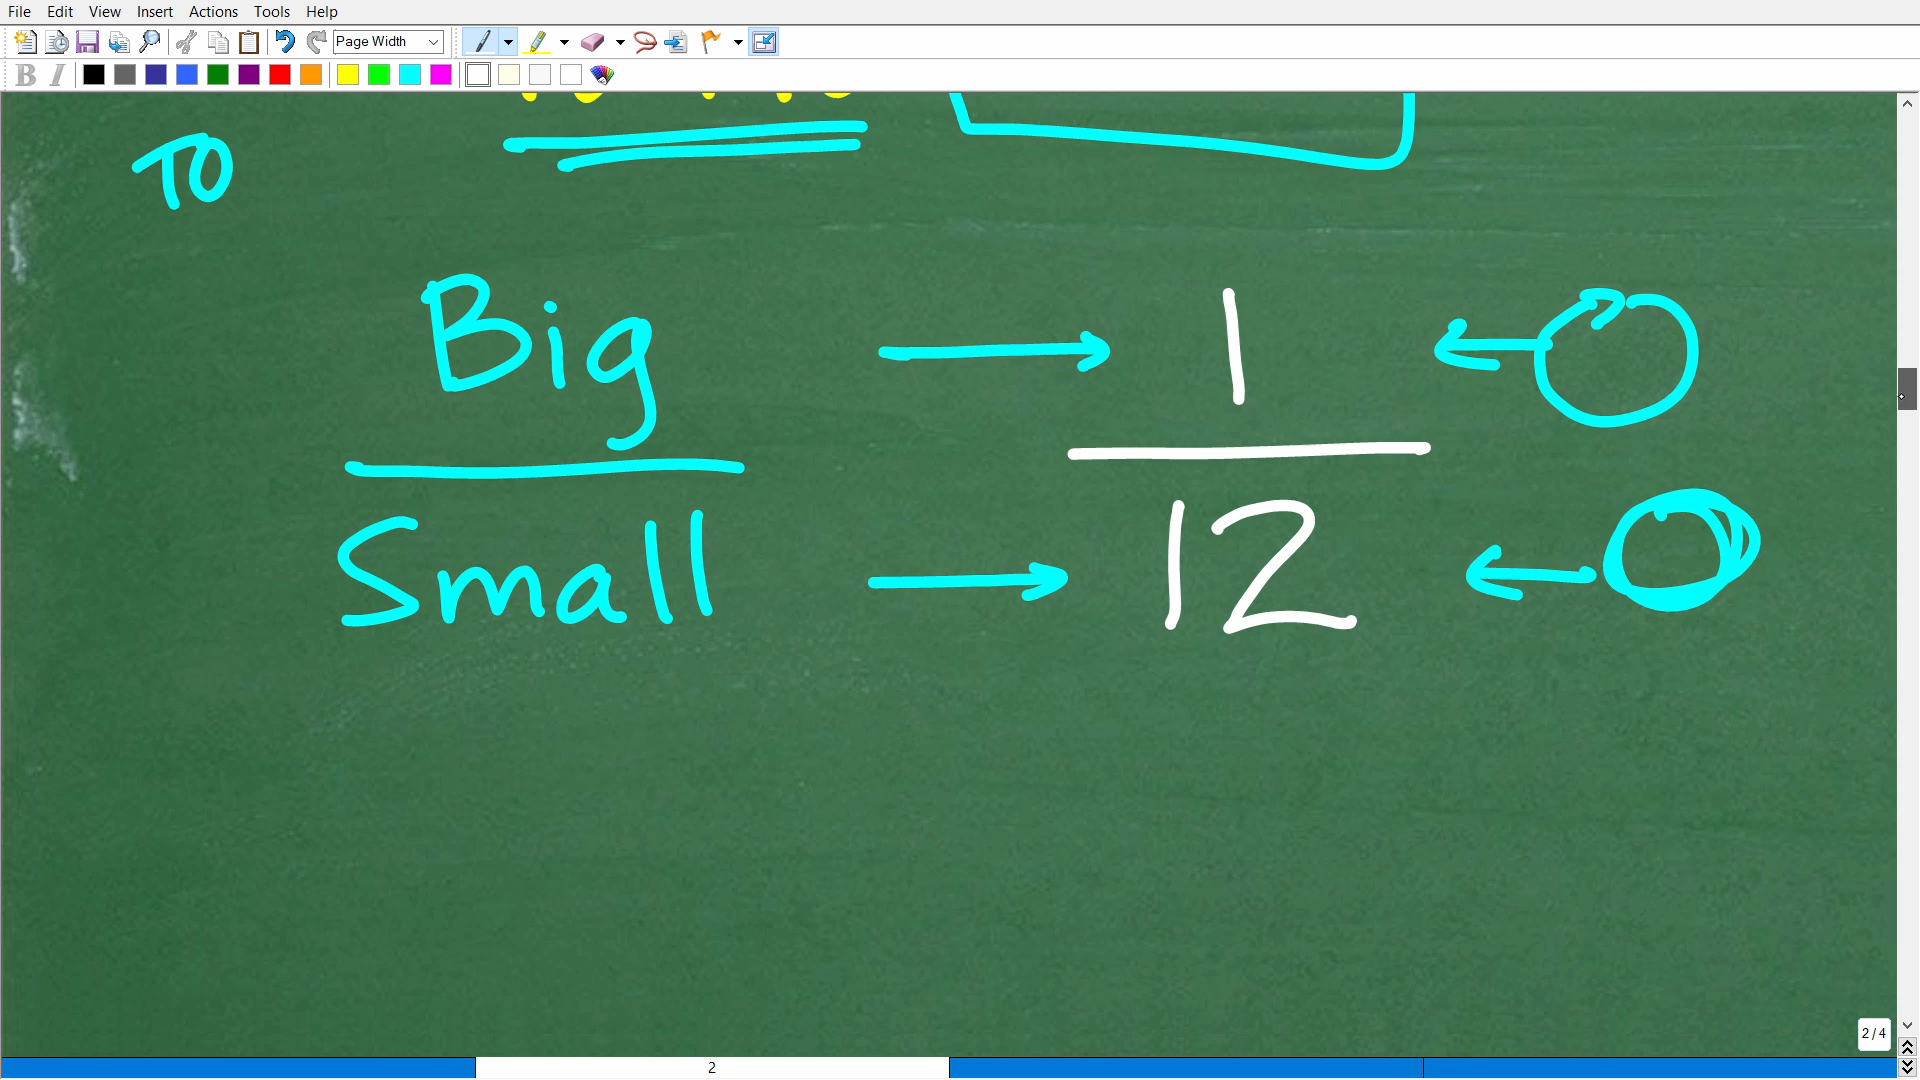 File Edit View Insert Actions Tools Help
Page Width
B I
TO
Big 1
Small 12
2 / 4
2